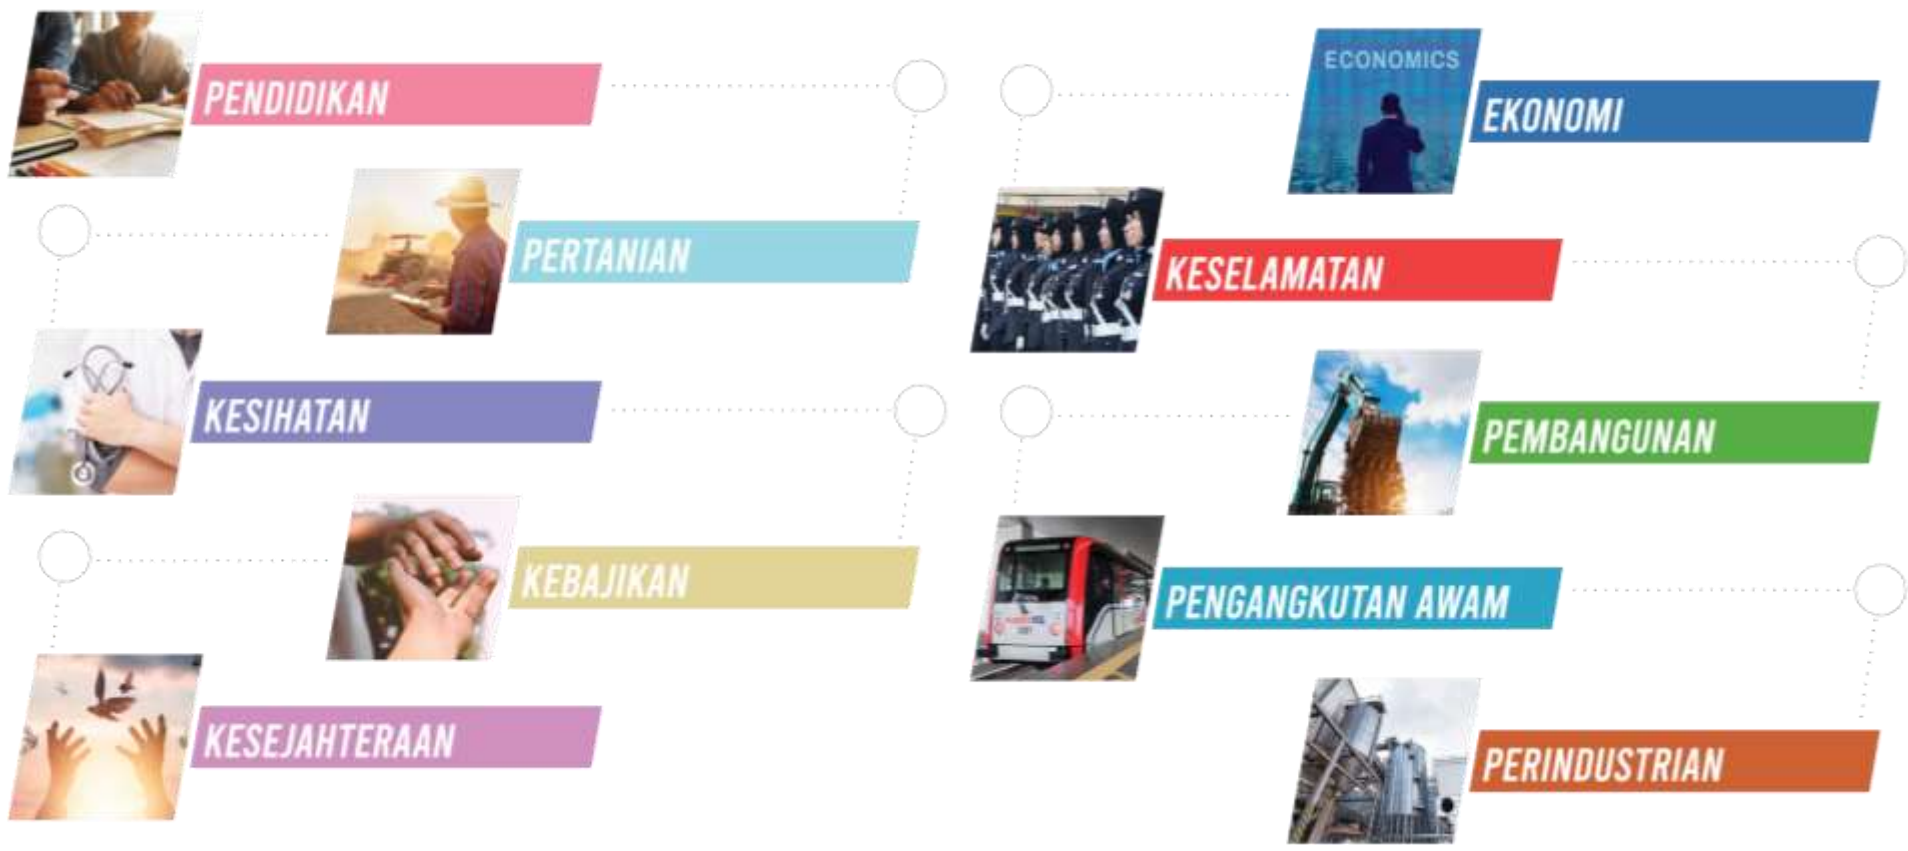 PENDIDIKAN
PERTANIAN
KESIHATAN
KEBAJIKAN
KESEJAHTERAAN
ECONOMICS
EKONOMI
KESELAMATAN
PEMBANGUNAN
PENGANGKUTAN AWAM
PERINDUSTRIAN